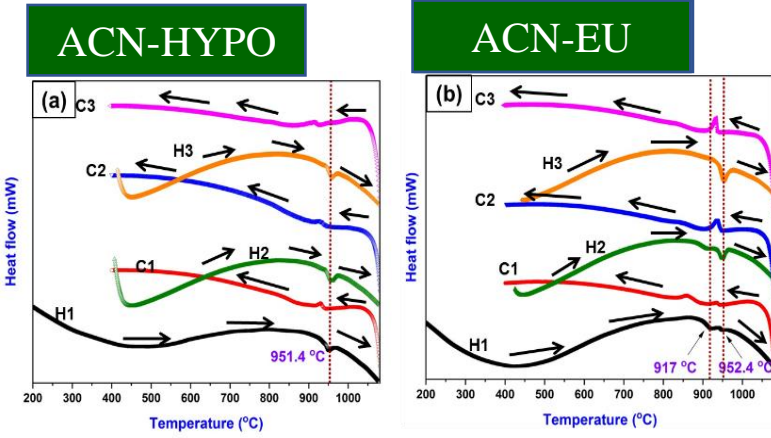 ACN-HYPO
ACN-EU
(a)
C3
H3
C2
H2
C1
H1
951.4 °C
Heat flow (mW)
200 300 400 500 600 700 800 900 1000
Temperature (°C)
(b)
C3
H3
C2
H2
C1
H1
917 °C
952.4 °C
Heat flow (mW)
200 300 400 500 600 700 800 900 1000
Temperature (°C)